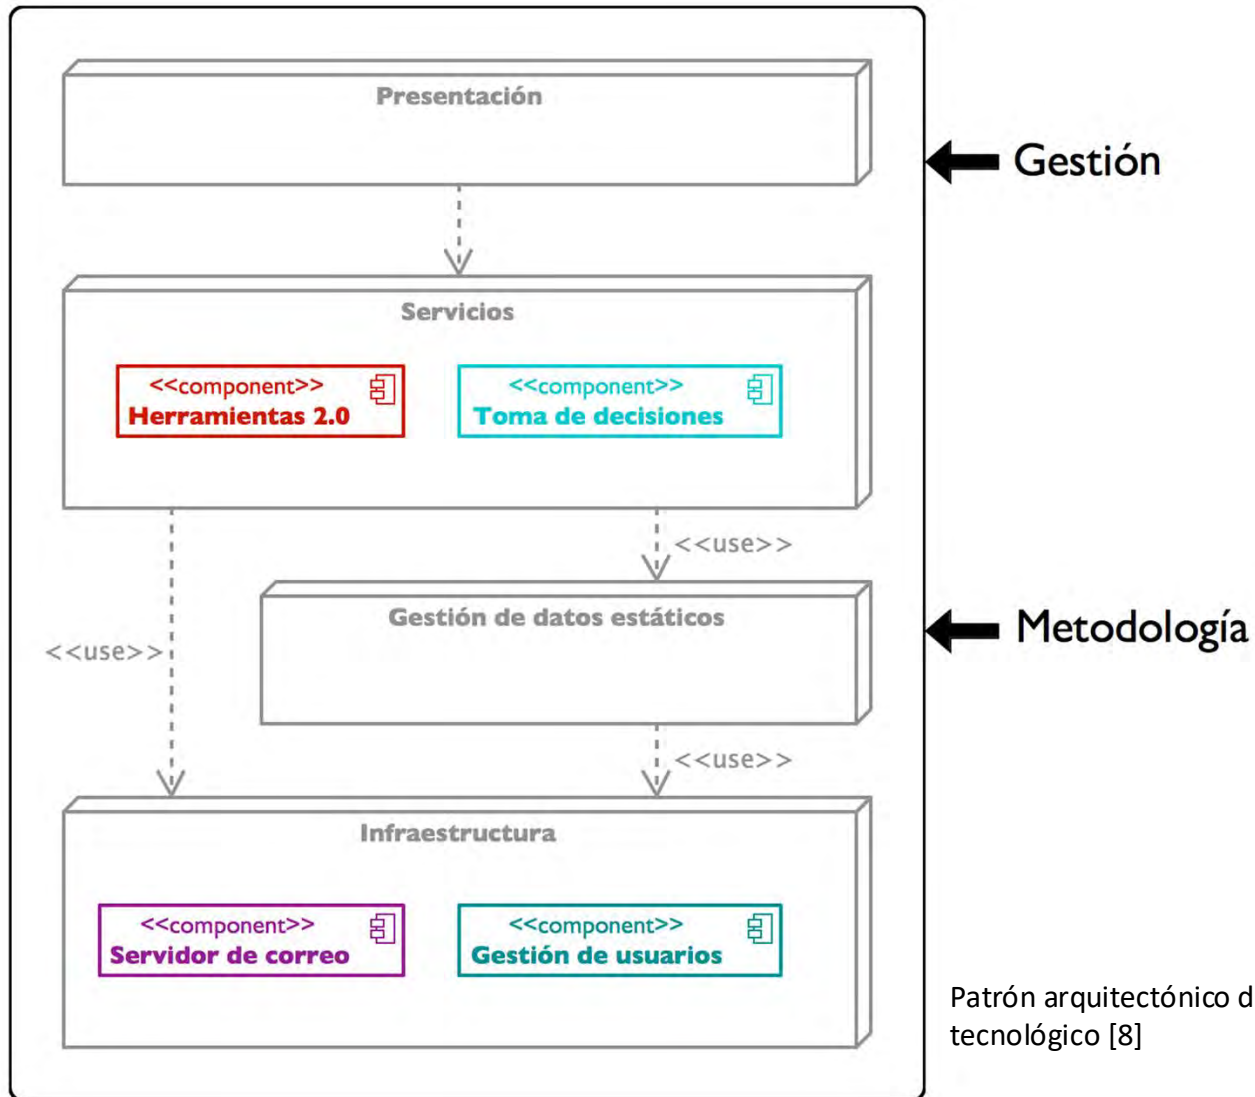 Presentación
Gestión
Servicios
<<component>>
Herramientas 2.0
<<component>>
Toma de decisiones
<<use>>
Gestión de datos estáticos
Metodología
<<use>>
<<use>>
Infraestructura
<<component>>
Servidor de correo
<<component>>
Gestión de usuarios
Patrón arquitectónico d
tecnológico [8]